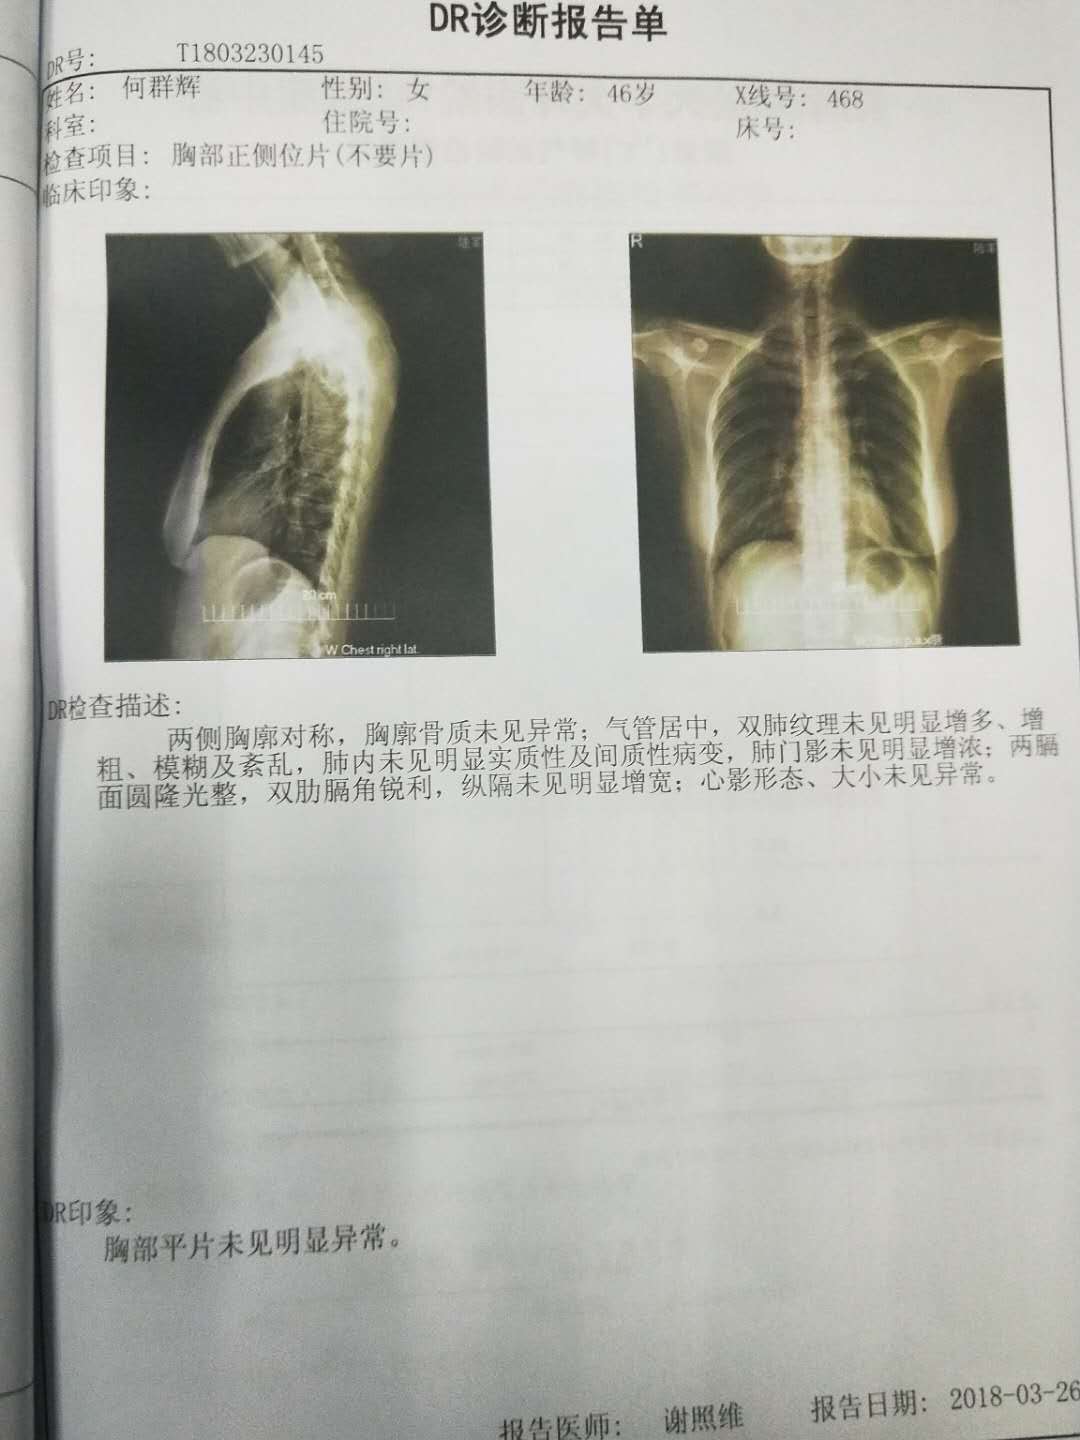 DR诊断报告单
DR号: T1803230145
姓名: 何群辉 性别: 女 年龄: 46岁 X线号: 468
科室: 住院号: 床号:
检查项目: 胸部正侧位片(不要片)
临床印象:
R
20 cm
W Chest right lat.
DR检查描述:
两侧胸廓对称，胸廓骨质未见异常；气管居中，双肺纹理未见明显增多、增
粗、模糊及紊乱，肺内未见明显实质性及间质性病变，肺门影未见明显增浓；两膈
面圆隆光整，双肋膈角锐利，纵隔未见明显增宽；心影形态、大小未见异常。
DR印象:
胸部平片未见明显异常。
报告医师: 谢照维 报告日期: 2018-03-26